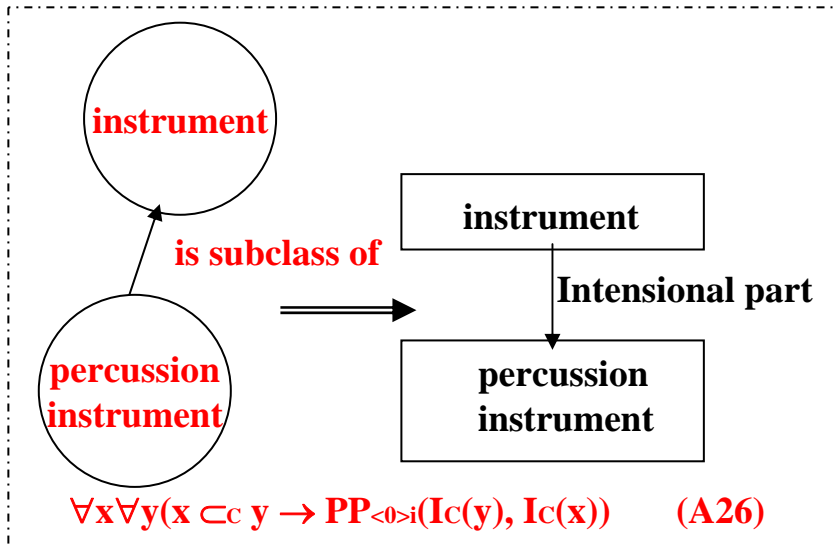 instrument
instrument
is subclass of
Intensional part
percussion
instrument
percussion
instrument
∀x∀y(x ⊂C y → PP<0>i(IC(y), IC(x)) (A26)